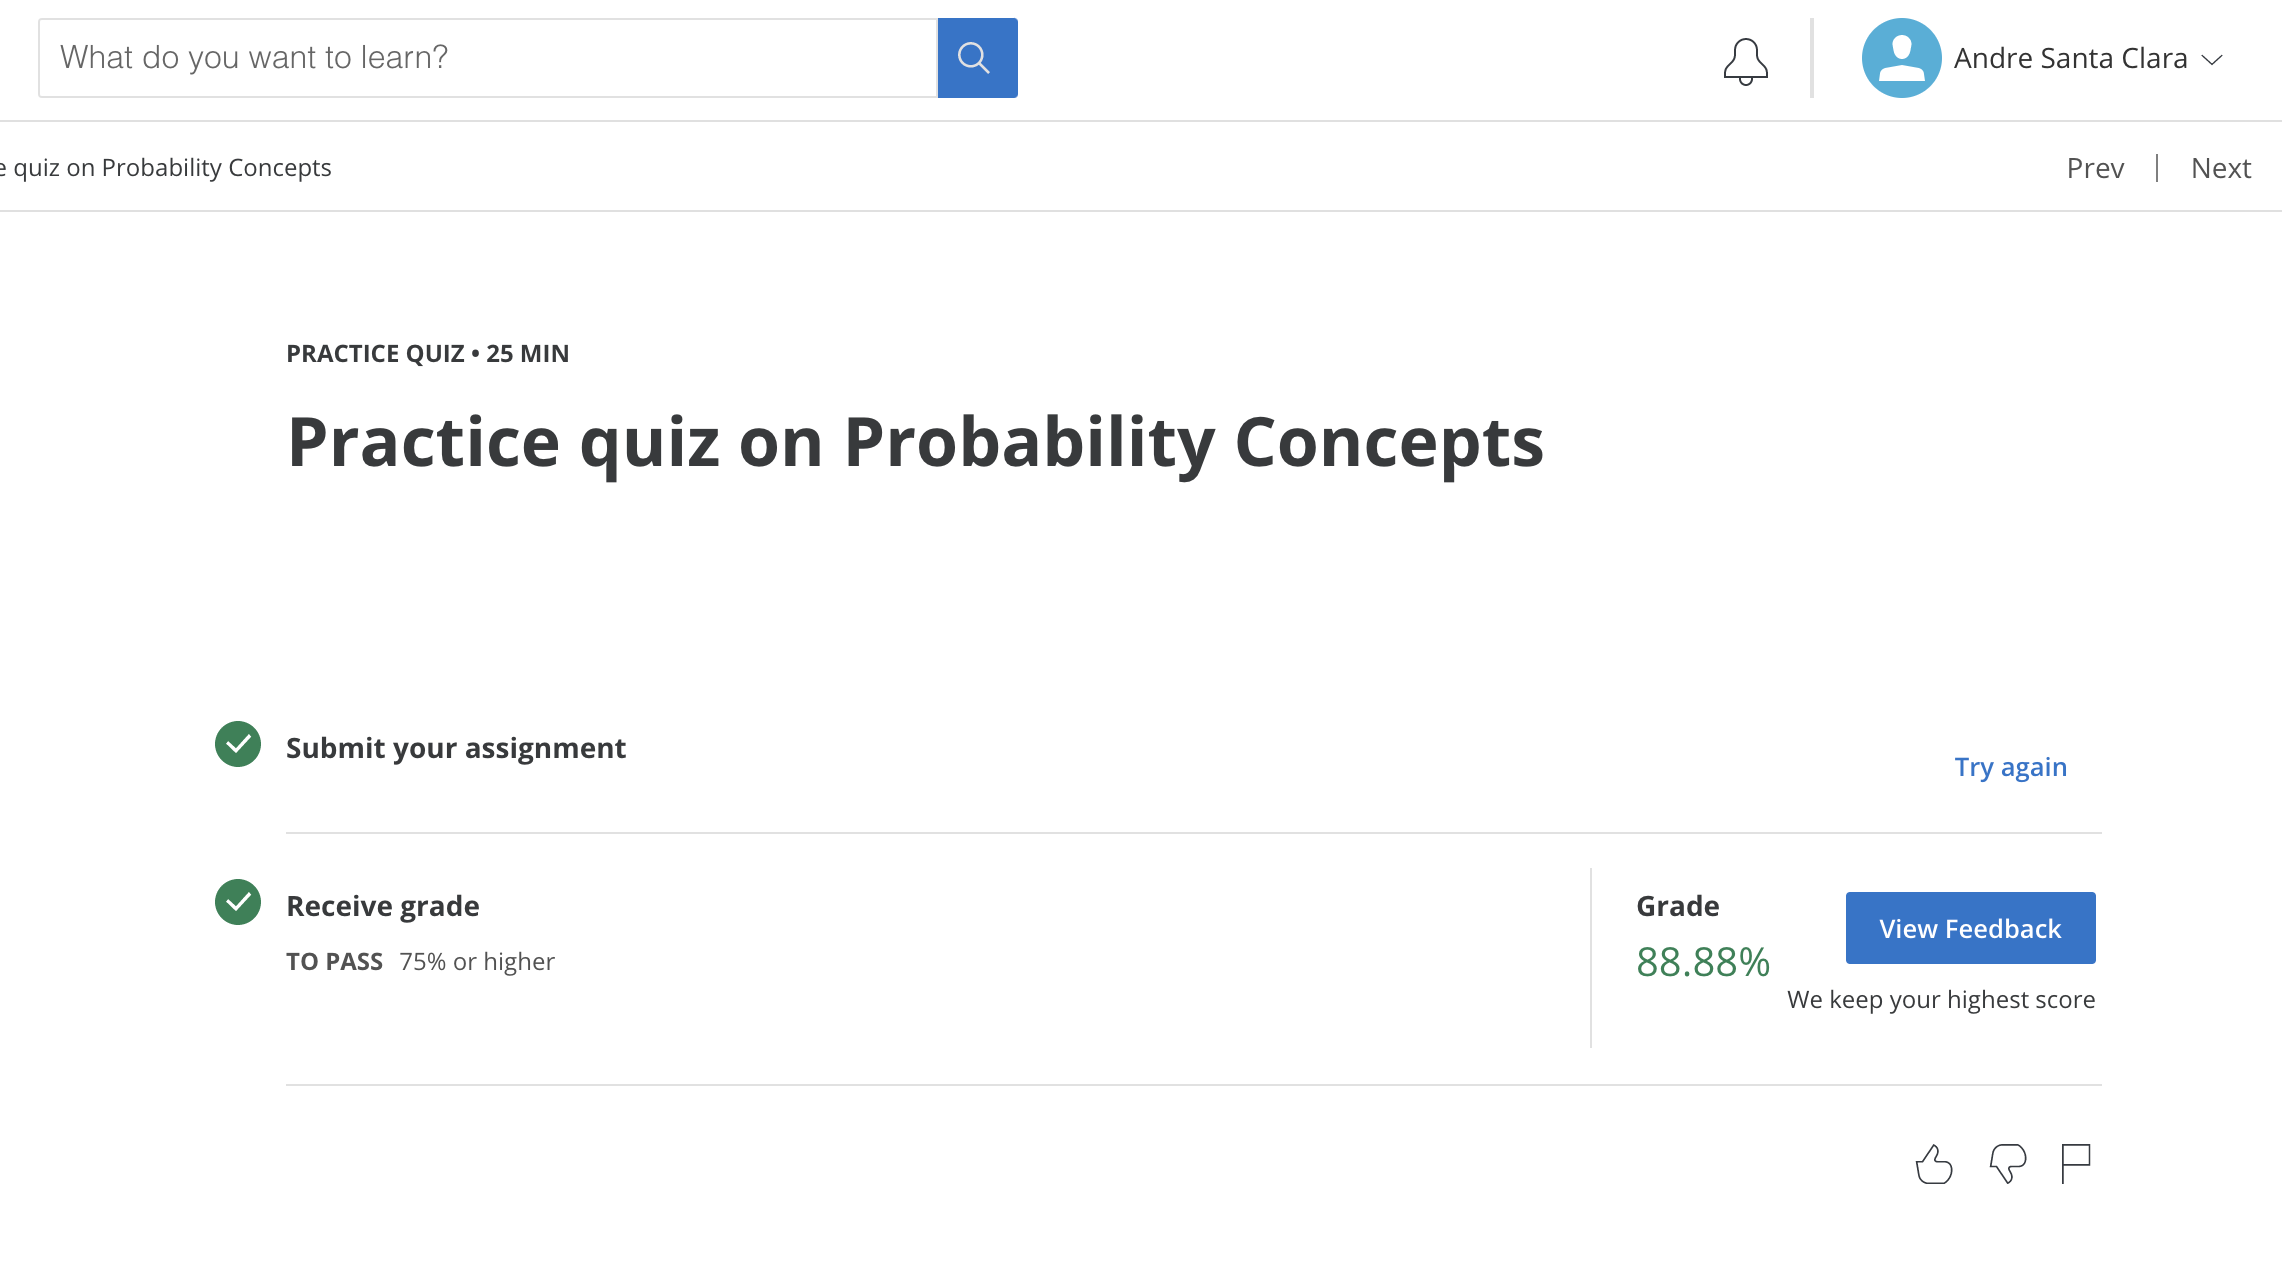 What do you want to learn?
Andre Santa Clara
e quiz on Probability Concepts
Prev
Next
PRACTICE QUIZ • 25 MIN
Practice quiz on Probability Concepts
Submit your assignment
Try again
Receive grade
TO PASS 75% or higher
Grade
88.88%
View Feedback
We keep your highest score